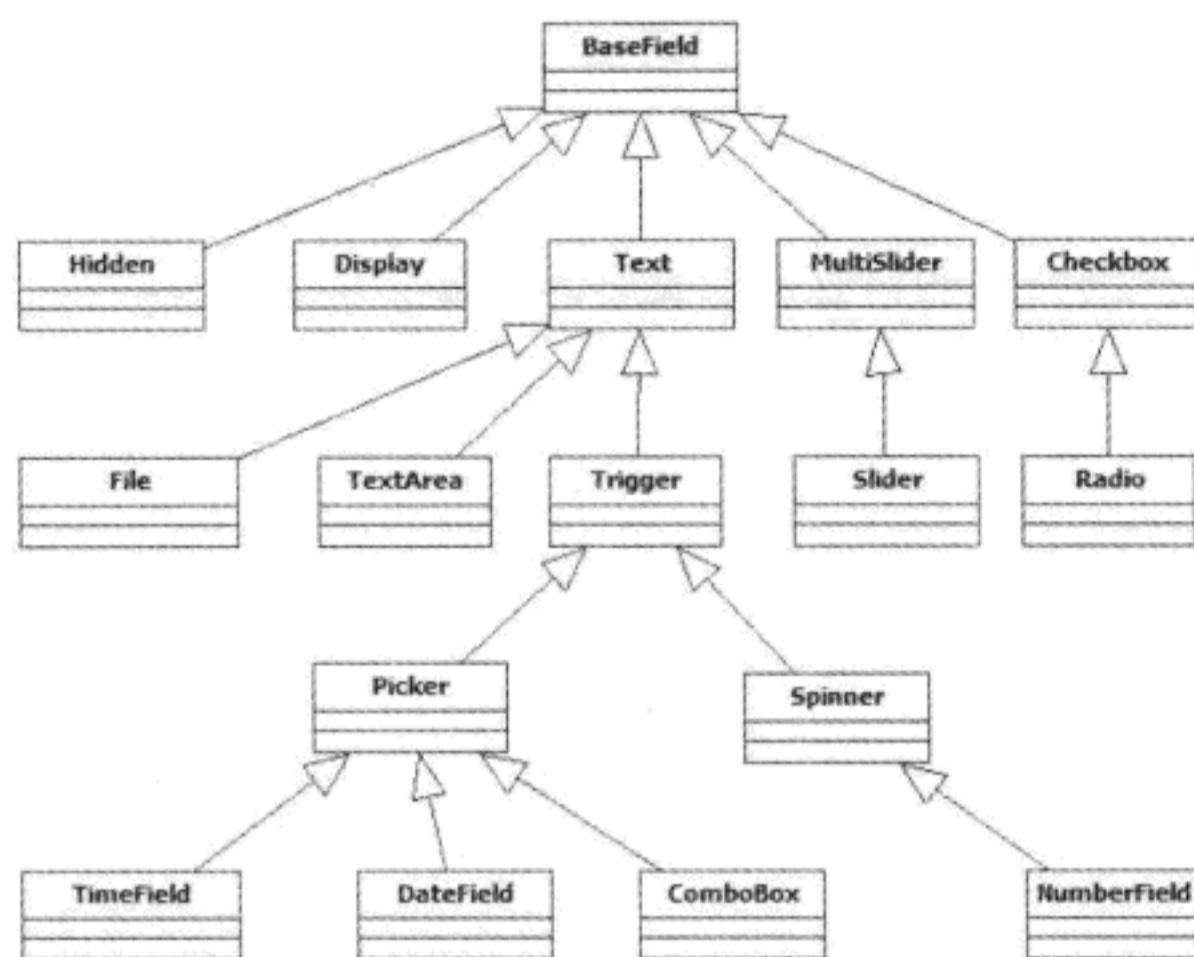 BaseField
Hidden
Display
Text
MultiSlider
Checkbox
File
TextArea
Trigger
Slider
Radio
Picker
Spinner
TimeField
DateField
ComboBox
NumberField